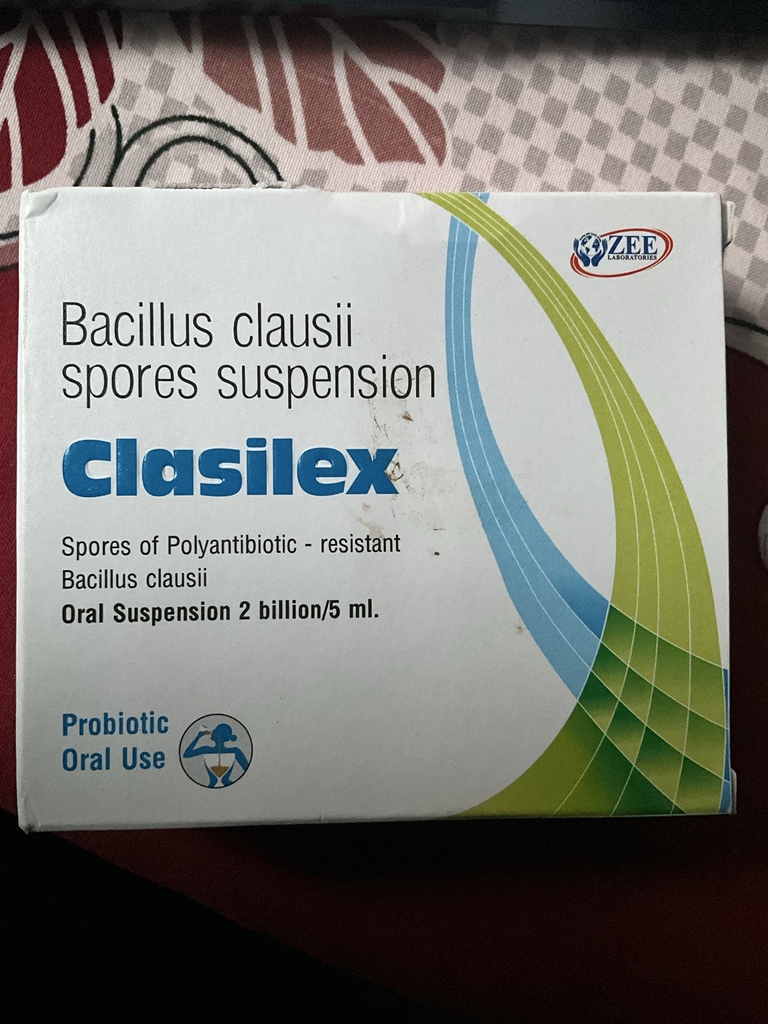 ZEE
LABORATORIES
Bacillus clausii
spores suspension
Clasilex
Spores of Polyantibiotic - resistant
Bacillus clausii
Oral Suspension 2 billion/5 ml.
Probiotic
Oral Use